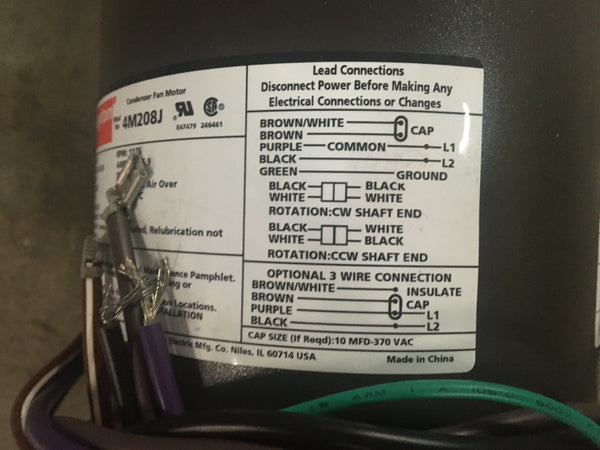 Condenser Fan Motor
Mod No 4M208J
E47479 246461
Air Over
Relubrication not
Pamphlet.
Locations.
Electric Mfg. Co. Niles, IL 60714 USA
Lead Connections
Disconnect Power Before Making Any
Electrical Connections or Changes
BROWN/WHITE
BROWN CAP
PURPLE COMMON L1
BLACK L2
GREEN GROUND
BLACK BLACK
WHITE WHITE
ROTATION:CW SHAFT END
BLACK WHITE
WHITE BLACK
ROTATION:CCW SHAFT END
OPTIONAL 3 WIRE CONNECTION
BROWN/WHITE INSULATE
BROWN CAP
PURPLE L1
BLACK L2
CAP SIZE (If Reqd):10 MFD-370 VAC
Made in China
AWM